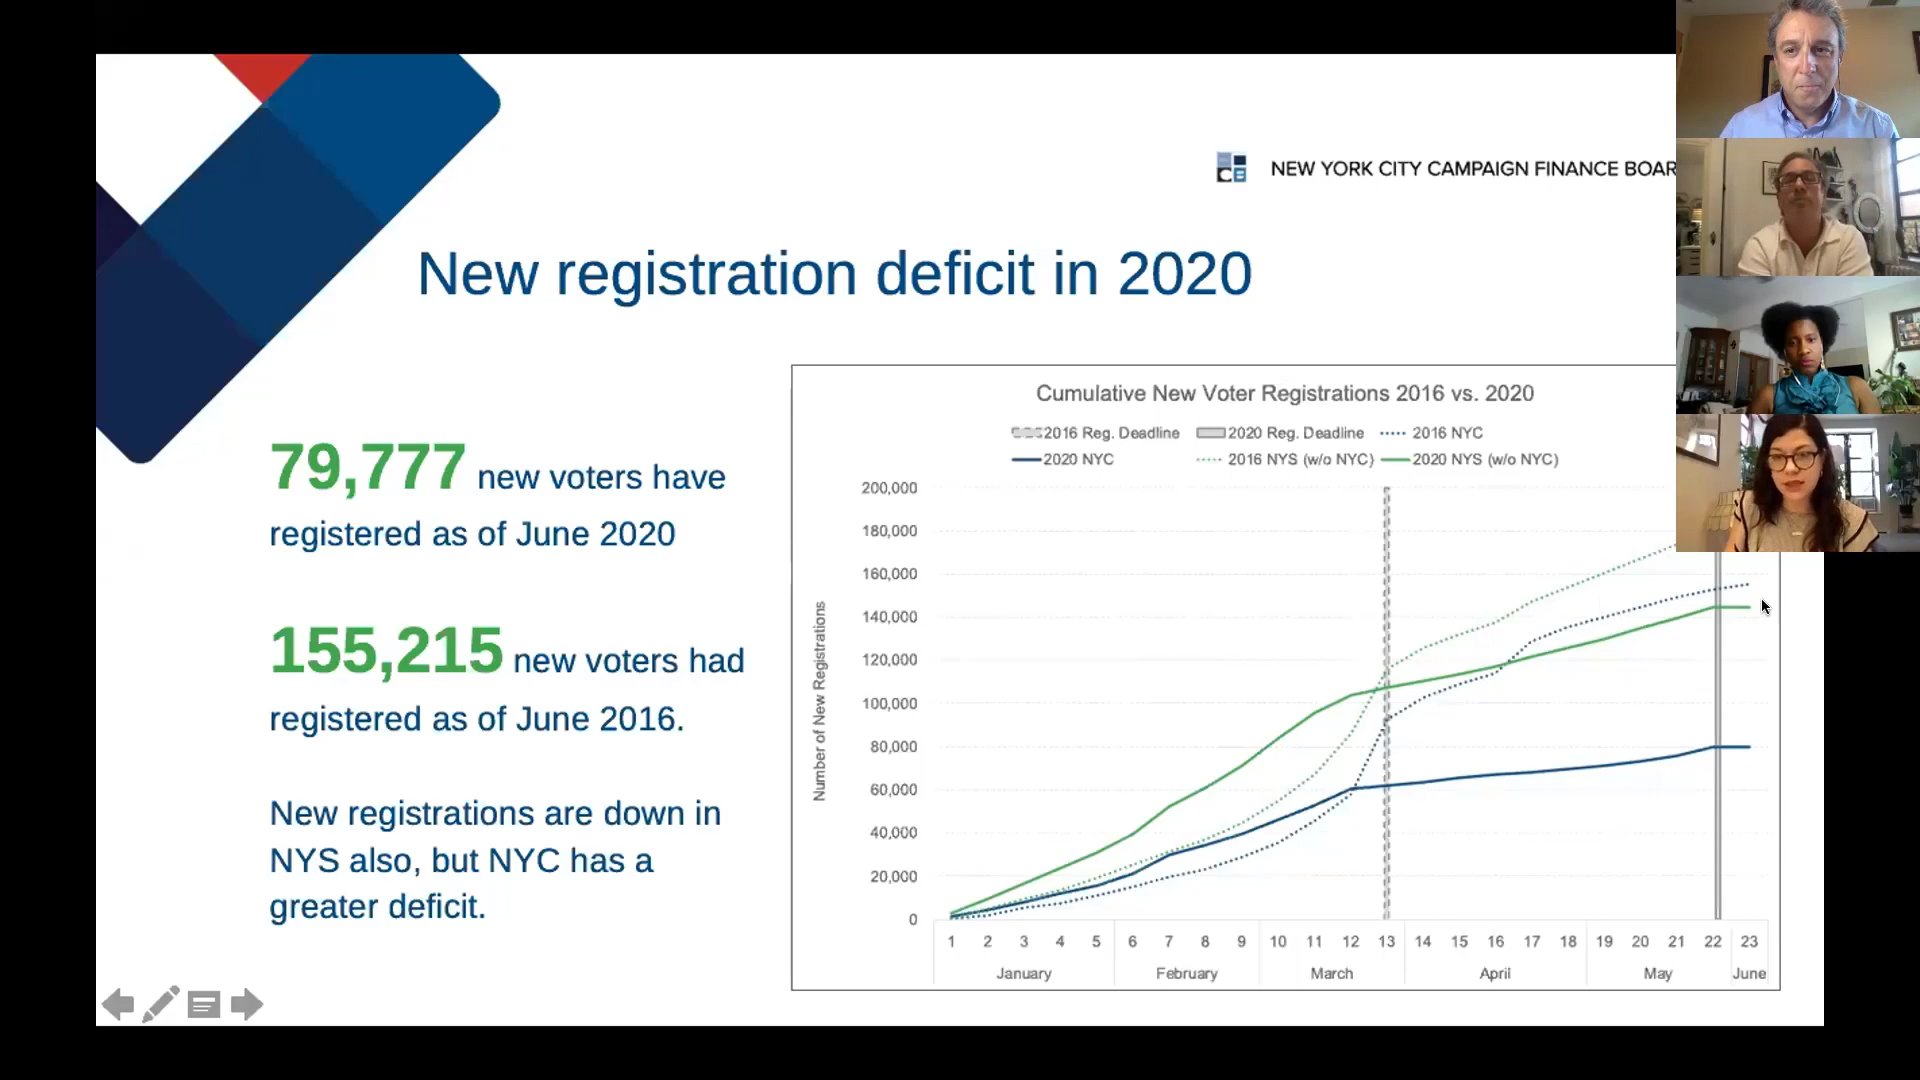 NEW YORK CITY CAMPAIGN FINANCE BOAR
New registration deficit in 2020
79,777 new voters have
registered as of June 2020
155,215 new voters had
registered as of June 2016.
New registrations are down in
NYS also, but NYC has a
greater deficit.
Cumulative New Voter Registrations 2016 vs. 2020
2016 Reg. Deadline 2020 Reg. Deadline 2016 NYC
2020 NYC 2016 NYS (w/o NYC) 2020 NYS (w/o NYC)
Number of New Registrations
200,000
180,000
160,000
140,000
120,000
100,000
80,000
60,000
40,000
20,000
0
1 2 3 4 5 6 7 8 9 10 11 12 13 14 15 16 17 18 19 20 21 22 23
January February March April May June